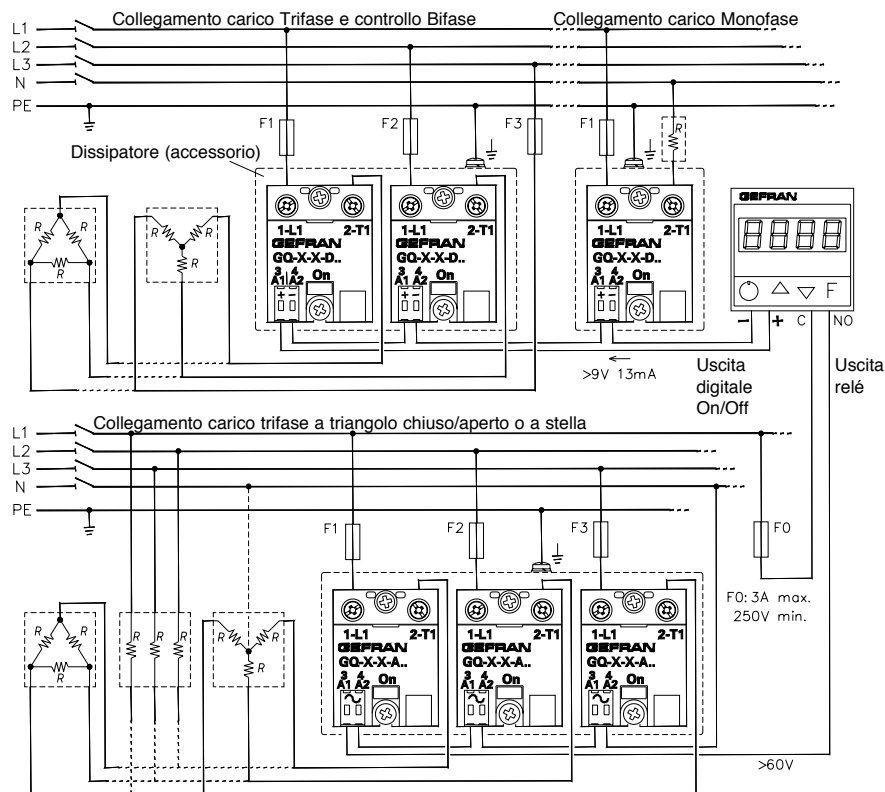 Collegamento carico Trifase e controllo Bifase
Collegamento carico Monofase
L1
L2
L3
N
PE
F1
F2
F3
F1
R
Dissipatore (accessorio)
GEFRAN
8888
F
- + C NO
R R
R
R R
R
1-L1 2-T1
GEFRAN
GQ-X-X-D..
3 4
A1 A2 On
+ -
1-L1 2-T1
GEFRAN
GQ-X-X-D..
3 4
A1 A2 On
+ -
1-L1 2-T1
GEFRAN
GQ-X-X-D..
3 4
A1 A2 On
+ -
>9V 13mA
Uscita
digitale
On/Off
Uscita
relé
Collegamento carico trifase a triangolo chiuso/aperto o a stella
L1
L2
L3
N
PE
F1
F2
F3
F0
F0: 3A max.
250V min.
R R
R
R R R
R R
R
1-L1 2-T1
GEFRAN
GQ-X-X-A..
3 4
A1 A2 On
1-L1 2-T1
GEFRAN
GQ-X-X-A..
3 4
A1 A2 On
1-L1 2-T1
GEFRAN
GQ-X-X-A..
3 4
A1 A2 On
>60V